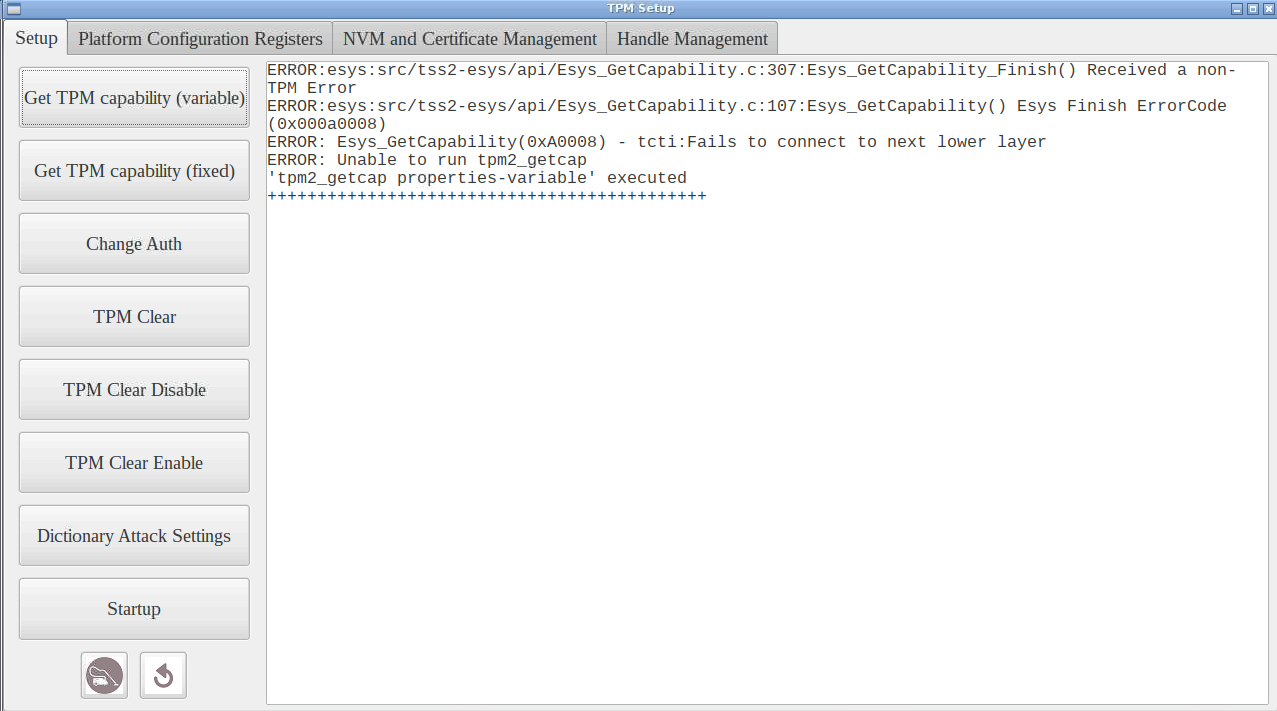 TPM Setup
Setup
Platform Configuration Registers
NVM and Certificate Management
Handle Management
Get TPM capability (variable)
Get TPM capability (fixed)
Change Auth
TPM Clear
TPM Clear Disable
TPM Clear Enable
Dictionary Attack Settings
Startup
ERROR:esys:src/tss2-esys/api/Esys_GetCapability.c:307:Esys_GetCapability_Finish() Received a non-
TPM Error
ERROR:esys:src/tss2-esys/api/Esys_GetCapability.c:107:Esys_GetCapability() Esys Finish ErrorCode
(0x000a0008)
ERROR: Esys_GetCapability(0xA0008) - tcti:Fails to connect to next lower layer
ERROR: Unable to run tpm2_getcap
'tpm2_getcap properties-variable' executed
++++++++++++++++++++++++++++++++++++++++++++